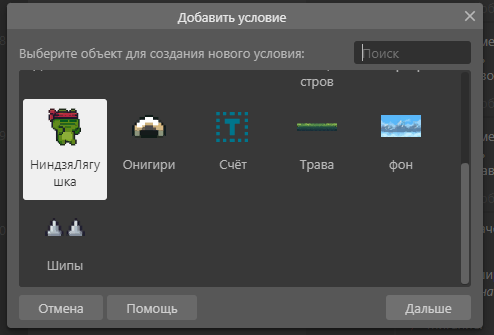 Добавить условие
Выберите объект для создания нового условия:
Поиск
стров
НиндзяЛягу
шка
Онигири
Счёт
Трава
фон
Шипы
Отмена
Помощь
Дальше